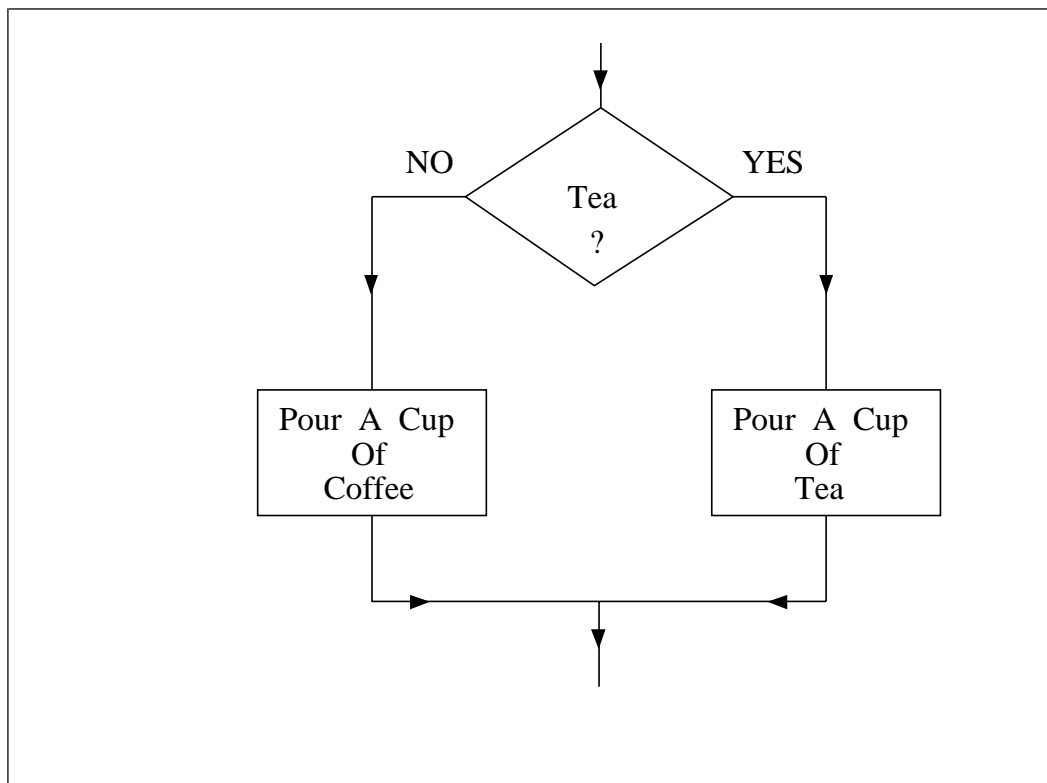 NO
YES
Tea
?
Pour A Cup
Of
Coffee
Pour A Cup
Of
Tea